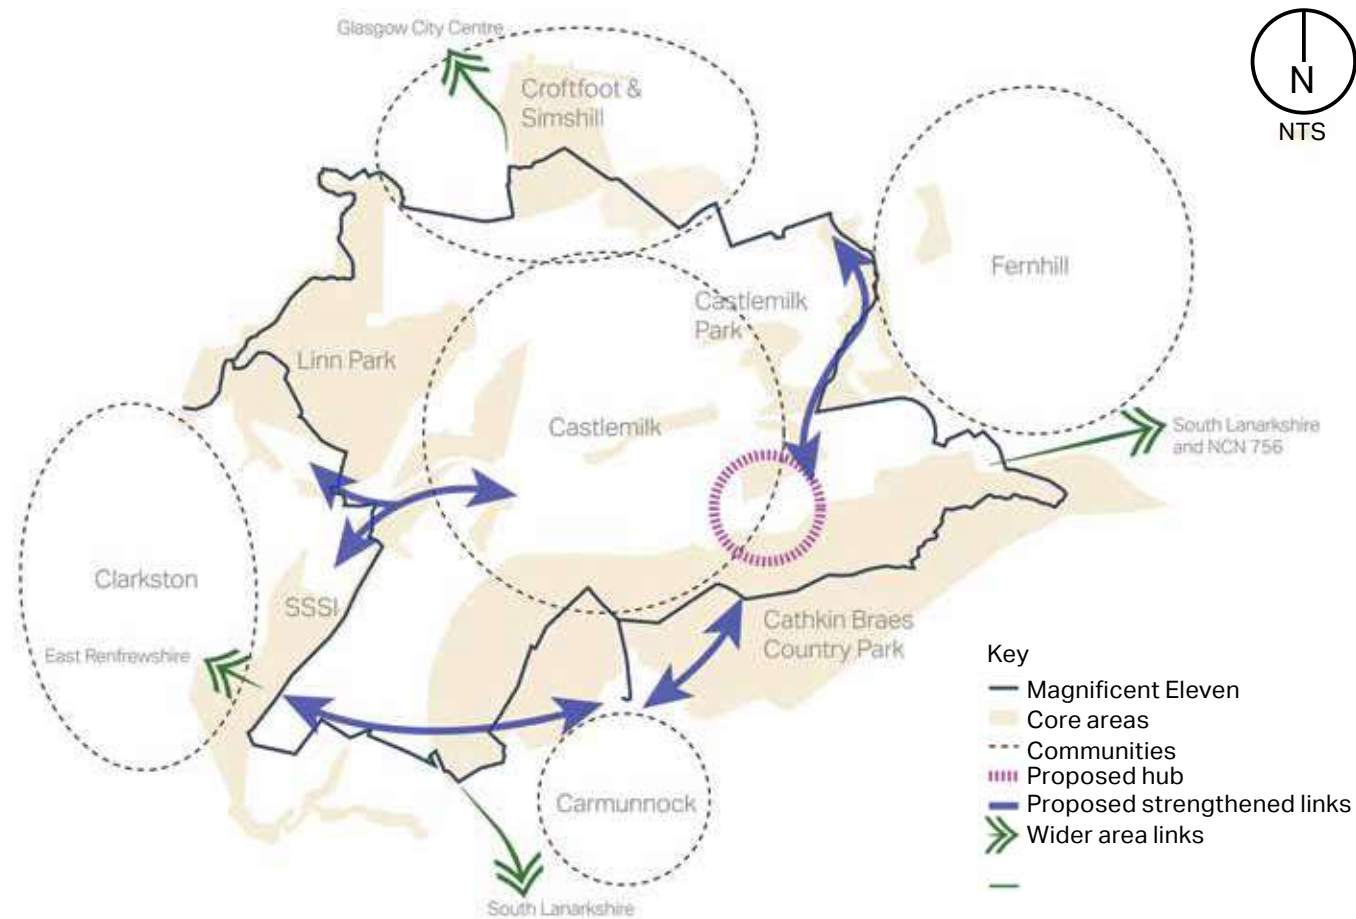 Glasgow City Centre
Croftfoot &
Simshill
N
NTS
Fernhill
Castlemilk
Park
Linn Park
Castlemilk
South Lanarkshire
and NCN 756
Clarkston
SSSI
East Renfrewshire
Cathkin Braes
Country Park
Carmunnock
South Lanarkshire
Key
Magnificent Eleven
Core areas
Communities
Proposed hub
Proposed strengthened links
Wider area links